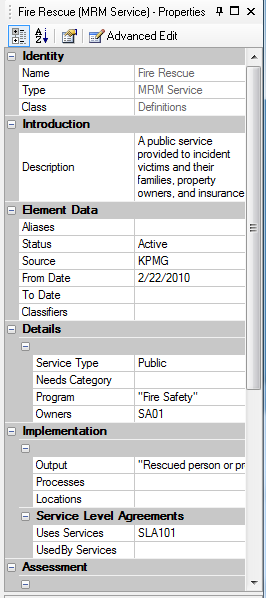 Fire Rescue (MRM Service) - Properties
Advanced Edit
Identity
Name Fire Rescue
Type MRM Service
Class Definitions
Introduction
Description A public service
provided to incident
victims and their
families, property
owners, and insurance
Element Data
Aliases
Status Active
Source KPMG
From Date 2/22/2010
To Date
Classifiers
Details
Service Type Public
Needs Category
Program "Fire Safety"
Owners SA01
Implementation
Output "Rescued person or pr
Processes
Locations
Service Level Agreements
Uses Services SLA101
UsedBy Services
Assessment